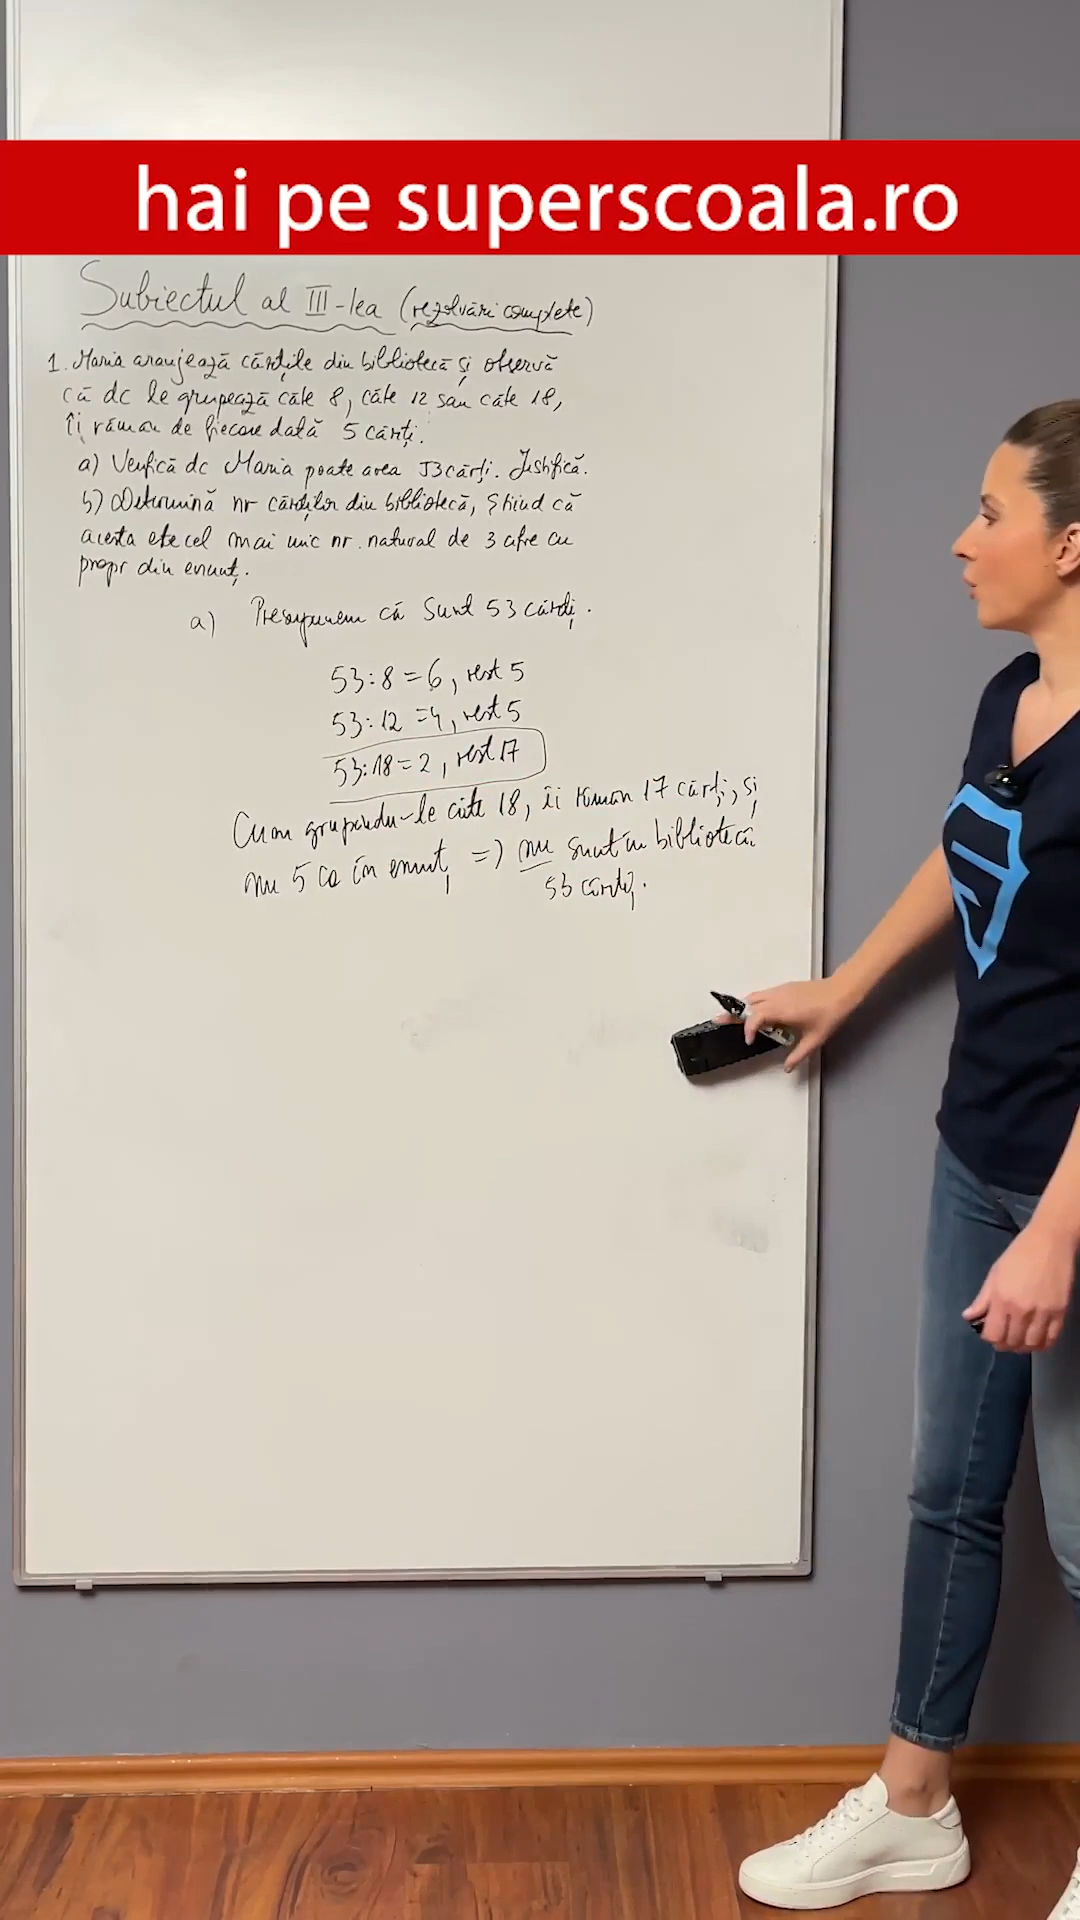 hai pe superscoala.ro
Subiectul al III-lea (rezolvări complete)
1. Maria aranjează cărțile din bibliotecă și observă
că dc le grupează câte 8, câte 12 sau câte 18,
îi rămân de fiecare dată 5 cărți.
a) Verifică dc Maria poate avea 53 cărți. Justifică.
b) Determină nr cărților din bibliotecă, știind că
acesta este cel mai mic nr. natural de 3 cifre cu
propr din enunț.
a) Presupunem că sunt 53 cărți.
53:8 = 6, rest 5
53:12 = 4, rest 5
53:18 = 2, rest 17
Cum grupându-le câte 18, îi rămân 17 cărți, și
nu 5 ca în enunț => nu sunt în bibliotecă
53 cărți.